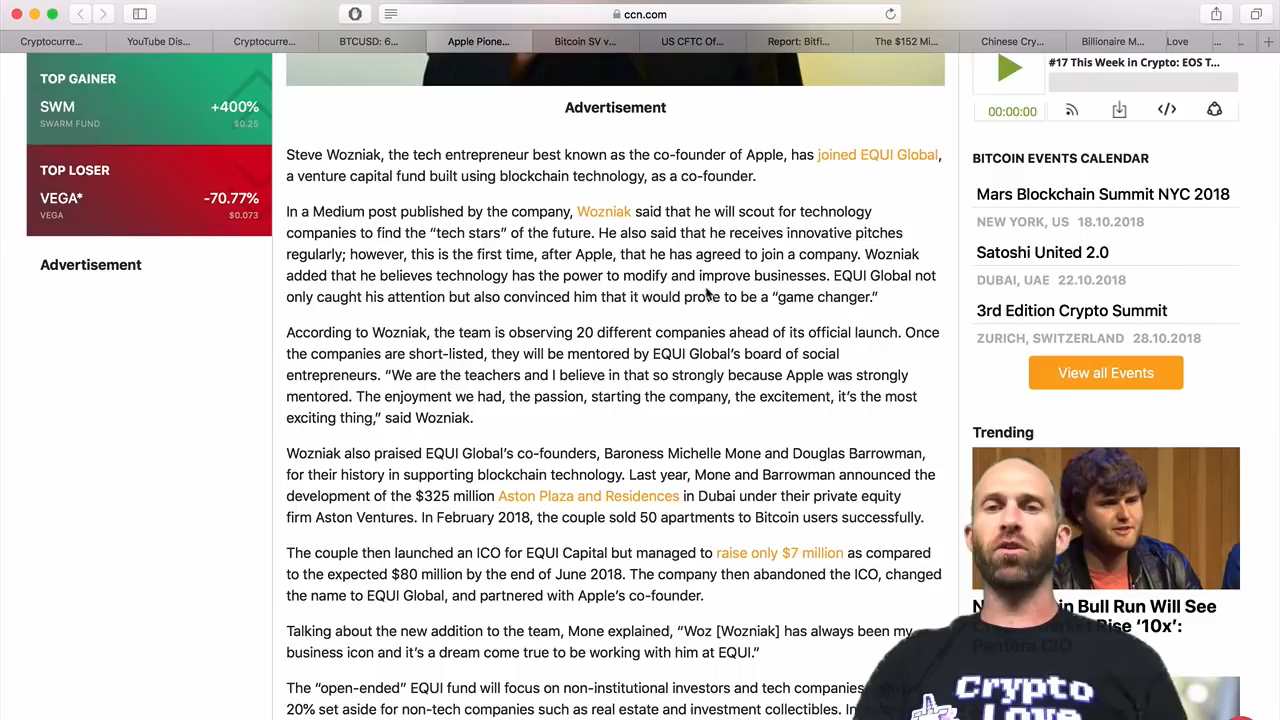 ccn.com
Cryptocurre...
YouTube Dis...
Cryptocurre...
BTCUSD: 6...
Apple Pione...
Bitcoin SV v...
US CFTC Of...
Report: Bitfi...
The $152 Mi...
Chinese Cry...
Billionaire M...
Love
TOP GAINER
SWM +400%
SWARM FUND $0.25
TOP LOSER
VEGA* -70.77%
VEGA $0.073
Advertisement
Advertisement
Steve Wozniak, the tech entrepreneur best known as the co-founder of Apple, has joined EQUI Global,
a venture capital fund built using blockchain technology, as a co-founder.
In a Medium post published by the company, Wozniak said that he will scout for technology
companies to find the “tech stars” of the future. He also said that he receives innovative pitches
regularly; however, this is the first time, after Apple, that he has agreed to join a company. Wozniak
added that he believes technology has the power to modify and improve businesses. EQUI Global not
only caught his attention but also convinced him that it would prove to be a “game changer.”
According to Wozniak, the team is observing 20 different companies ahead of its official launch. Once
the companies are short-listed, they will be mentored by EQUI Global’s board of social
entrepreneurs. “We are the teachers and I believe in that so strongly because Apple was strongly
mentored. The enjoyment we had, the passion, starting the company, the excitement, it’s the most
exciting thing,” said Wozniak.
Wozniak also praised EQUI Global’s co-founders, Baroness Michelle Mone and Douglas Barrowman,
for their history in supporting blockchain technology. Last year, Mone and Barrowman announced the
development of the $325 million Aston Plaza and Residences in Dubai under their private equity
firm Aston Ventures. In February 2018, the couple sold 50 apartments to Bitcoin users successfully.
The couple then launched an ICO for EQUI Capital but managed to raise only $7 million as compared
to the expected $80 million by the end of June 2018. The company then abandoned the ICO, changed
the name to EQUI Global, and partnered with Apple’s co-founder.
Talking about the new addition to the team, Mone explained, “Woz [Wozniak] has always been my
business icon and it’s a dream come true to be working with him at EQUI.”
The “open-ended” EQUI fund will focus on non-institutional investors and tech companies
20% set aside for non-tech companies such as real estate and investment collectibles. In
#17 This Week in Crypto: EOS T...
00:00:00
BITCOIN EVENTS CALENDAR
Mars Blockchain Summit NYC 2018
NEW YORK, US 18.10.2018
Satoshi United 2.0
DUBAI, UAE 22.10.2018
3rd Edition Crypto Summit
ZURICH, SWITZERLAND 28.10.2018
View all Events
Trending
in Bull Run Will See
Rise ‘10x’:
Pantera CIO
Crypto
Love